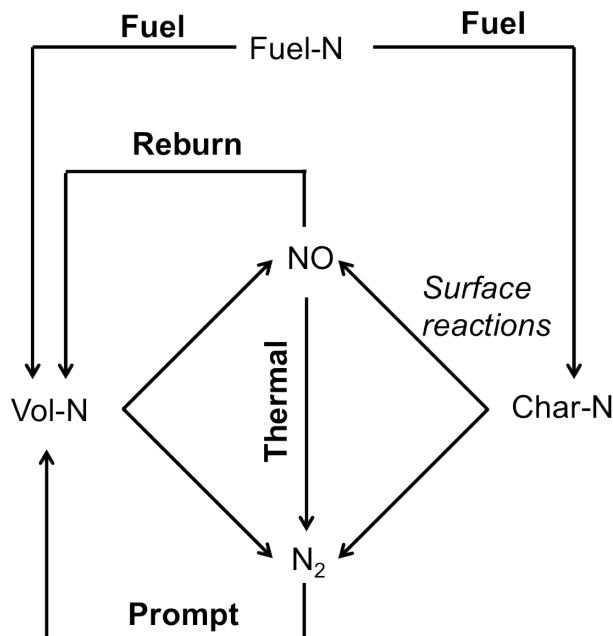 Fuel
Fuel-N
Fuel
Reburn
NO
Surface
reactions
Thermal
Vol-N
Char-N
N₂
Prompt